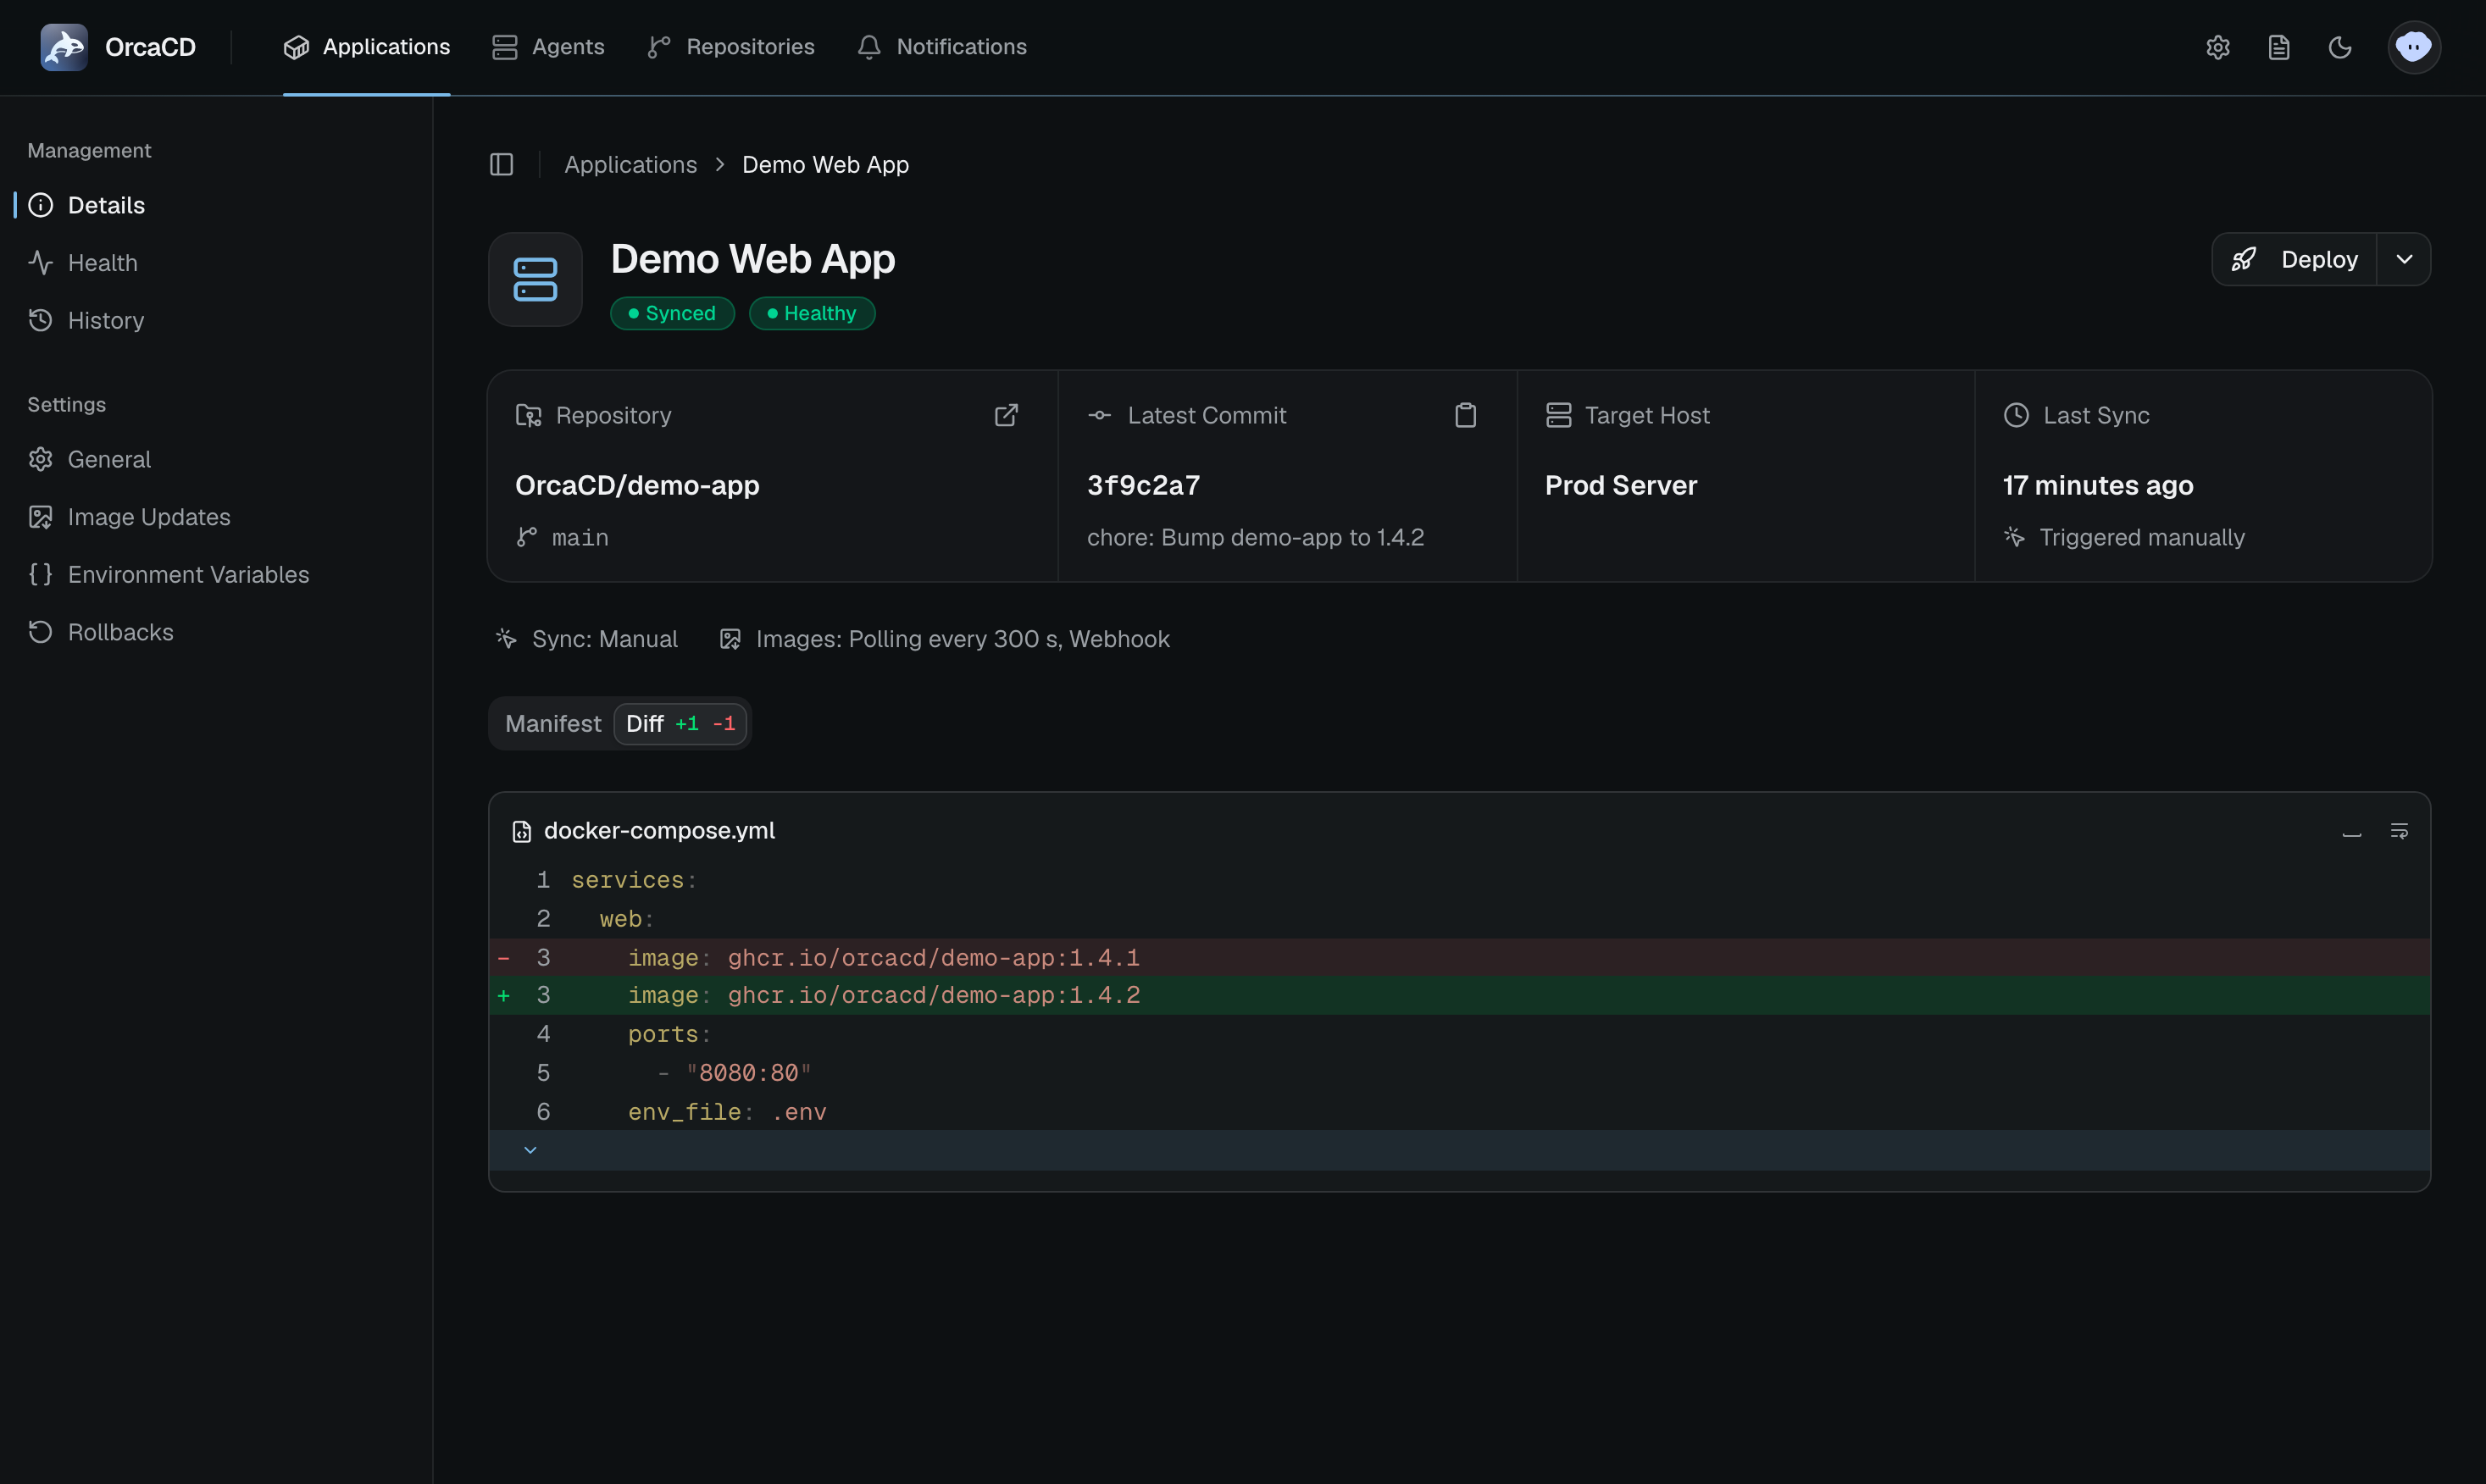 OrcaCD
Applications
Agents
Repositories
Notifications
Management
Details
Health
History
Settings
General
Image Updates
Environment Variables
Rollbacks
Applications > Demo Web App
Demo Web App
Synced
Healthy
Deploy
Repository
OrcaCD/demo-app
main
Latest Commit
3f9c2a7
chore: Bump demo-app to 1.4.2
Target Host
Prod Server
Last Sync
17 minutes ago
Triggered manually
Sync: Manual
Images: Polling every 300 s, Webhook
Manifest
Diff +1 -1
docker-compose.yml
1 services:
2   web:
- 3     image: ghcr.io/orcacd/demo-app:1.4.1
+ 3     image: ghcr.io/orcacd/demo-app:1.4.2
4     ports:
5       - "8080:80"
6     env_file: .env